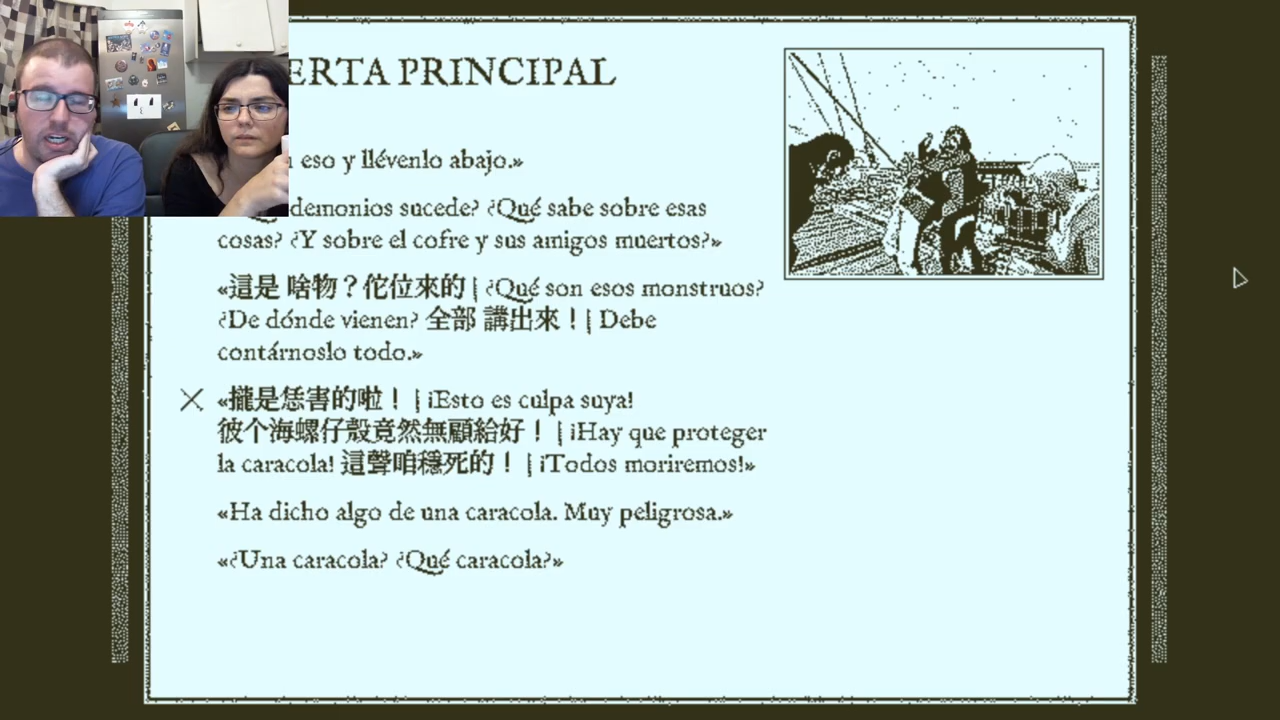 ERTA PRINCIPAL
eso y llévenlo abajo.»
demonios sucede? ¿Qué sabe sobre esas
cosas? ¿Y sobre el cofre y sus amigos muertos?»
«這是 啥物？佗位來的 | ¿Qué son esos monstruos?
¿De dónde vienen? 全部 講出來！| Debe
contárnoslo todo.»
«攏是恁害的啦！ | ¡Esto es culpa suya!
彼个海螺仔殼竟然無顧給好！ | ¡Hay que proteger
la caracola! 這聲咱穩死的！ | ¡Todos moriremos!»
«Ha dicho algo de una caracola. Muy peligrosa.»
«¿Una caracola? ¿Qué caracola?»